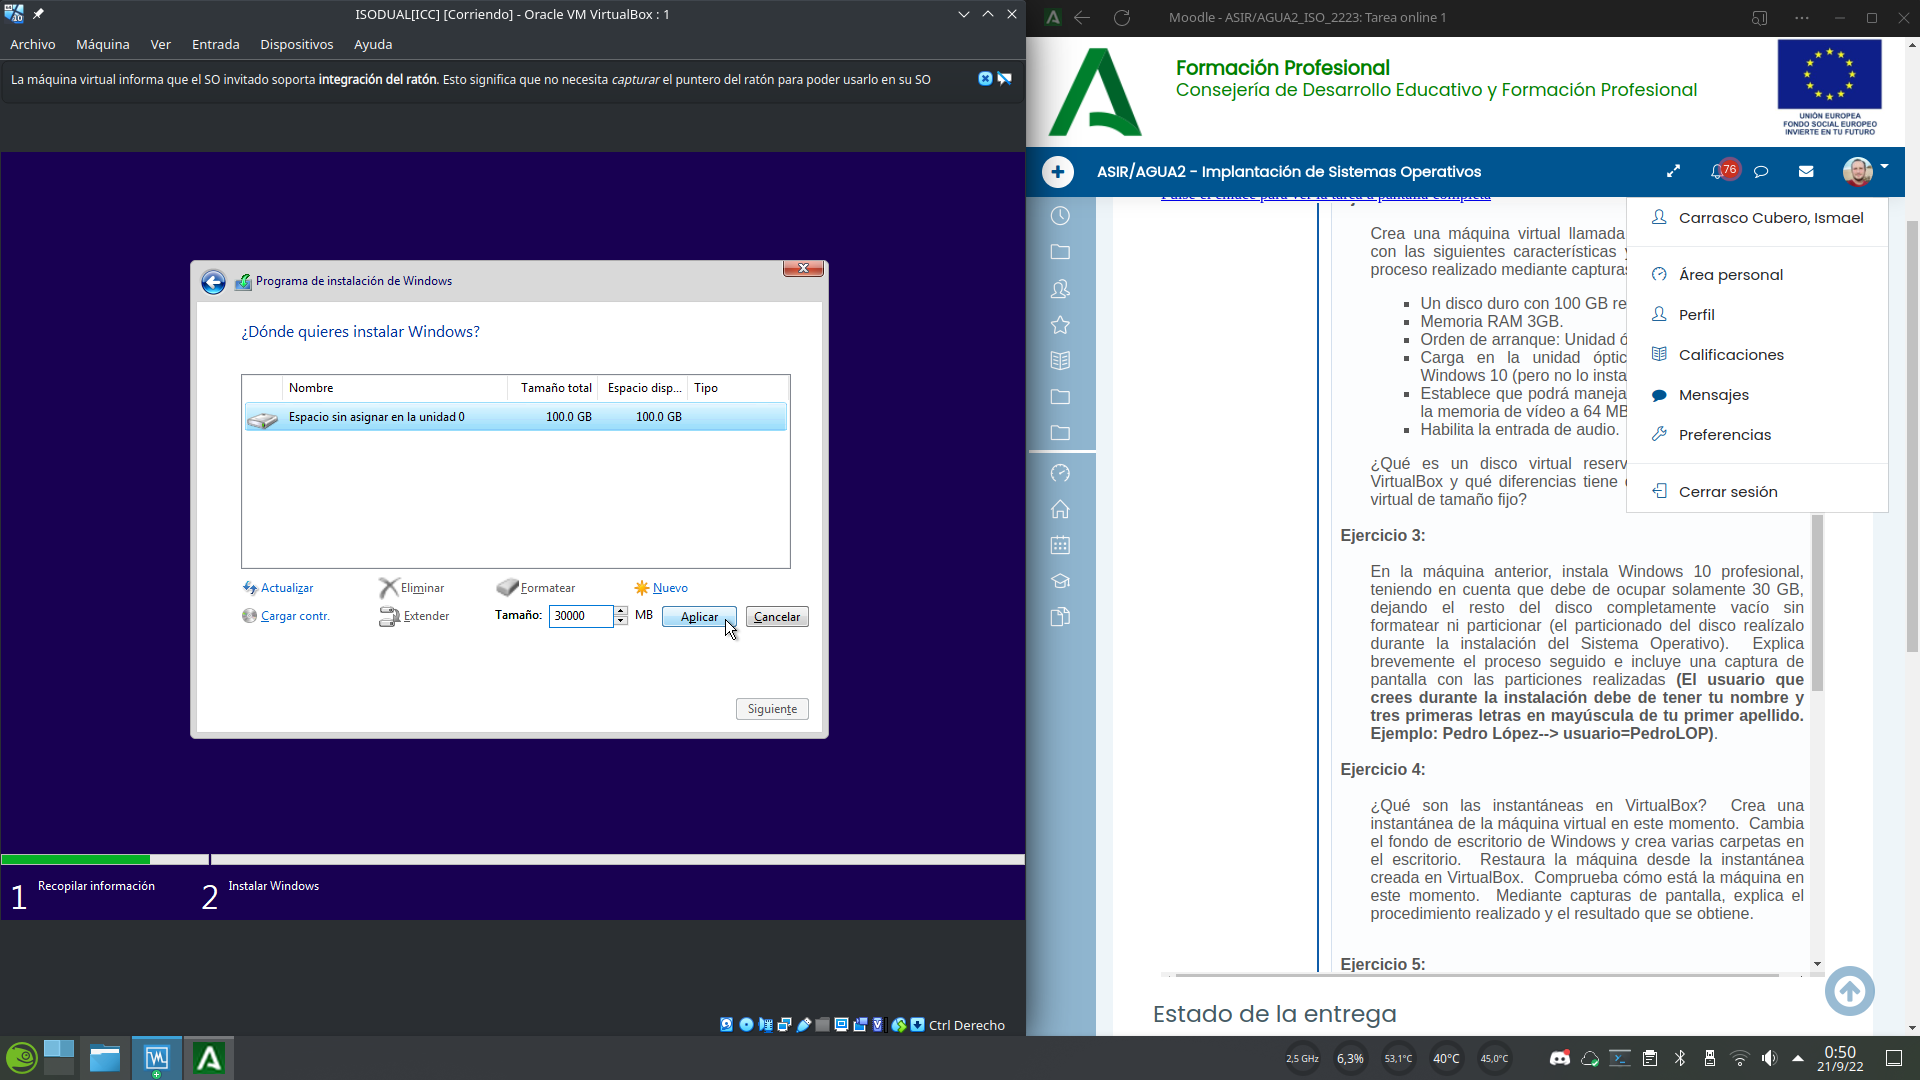 ISODUAL[ICC] [Corriendo] - Oracle VM VirtualBox : 1
Archivo Máquina Ver Entrada Dispositivos Ayuda
La máquina virtual informa que el SO invitado soporta integración del ratón. Esto significa que no necesita capturar el puntero del ratón para poder usarlo en su SO
Programa de instalación de Windows
¿Dónde quieres instalar Windows?
Nombre Tamaño total Espacio disp... Tipo
Espacio sin asignar en la unidad 0 100.0 GB 100.0 GB
Actualizar Eliminar Formatear Nuevo
Cargar contr. Extender Tamaño: 30000 MB Aplicar Cancelar
Siguiente
1 Recopilar información 2 Instalar Windows
Ctrl Derecho
Moodle - ASIR/AGUA2_ISO_2223: Tarea online 1
Formación Profesional
Consejería de Desarrollo Educativo y Formación Profesional
UNIÓN EUROPEA
FONDO SOCIAL EUROPEO
INVIERTE EN TU FUTURO
ASIR/AGUA2 - Implantación de Sistemas Operativos
76
Pulse el enlace para ver la tarea a pantalla completa
Carrasco Cubero, Ismael
Área personal
Perfil
Calificaciones
Mensajes
Preferencias
Cerrar sesión
Crea una máquina virtual llamada
con las siguientes características y
proceso realizado mediante capturas
Un disco duro con 100 GB re
Memoria RAM 3GB.
Orden de arranque: Unidad ó
Carga en la unidad óptic
Windows 10 (pero no lo insta
Establece que podrá maneja
la memoria de vídeo a 64 MB
Habilita la entrada de audio.
¿Qué es un disco virtual reserv
VirtualBox y qué diferencias tiene
virtual de tamaño fijo?
Ejercicio 3:
En la máquina anterior, instala Windows 10 profesional,
teniendo en cuenta que debe de ocupar solamente 30 GB,
dejando el resto del disco completamente vacío sin
formatear ni particionar (el particionado del disco realízalo
durante la instalación del Sistema Operativo). Explica
brevemente el proceso seguido e incluye una captura de
pantalla con las particiones realizadas (El usuario que
crees durante la instalación debe de tener tu nombre y
tres primeras letras en mayúscula de tu primer apellido.
Ejemplo: Pedro López--> usuario=PedroLOP).
Ejercicio 4:
¿Qué son las instantáneas en VirtualBox? Crea una
instantánea de la máquina virtual en este momento. Cambia
el fondo de escritorio de Windows y crea varias carpetas en
el escritorio. Restaura la máquina desde la instantánea
creada en VirtualBox. Comprueba cómo está la máquina en
este momento. Mediante capturas de pantalla, explica el
procedimiento realizado y el resultado que se obtiene.
Ejercicio 5:
Estado de la entrega
2,5 GHz 6,3% 53,1°C 40°C 45,0°C
0:50
21/9/22